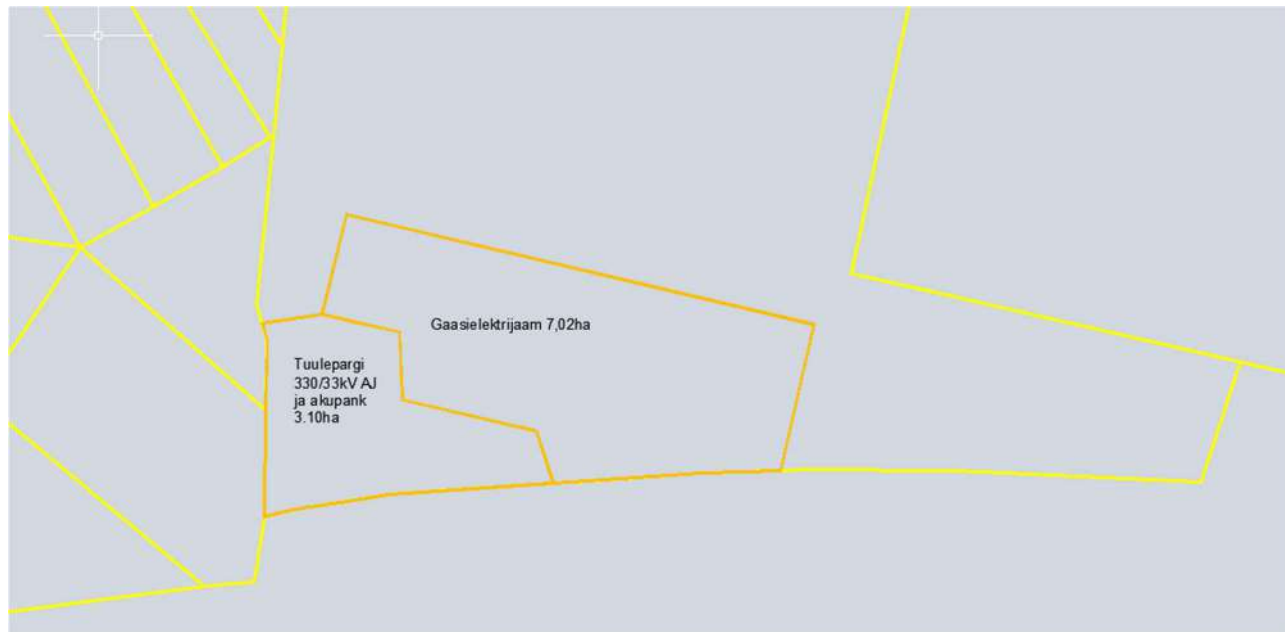 Gaasielektrijaam 7,02ha
Tuulepargi
330/33kV AJ
ja akupank
3.10ha